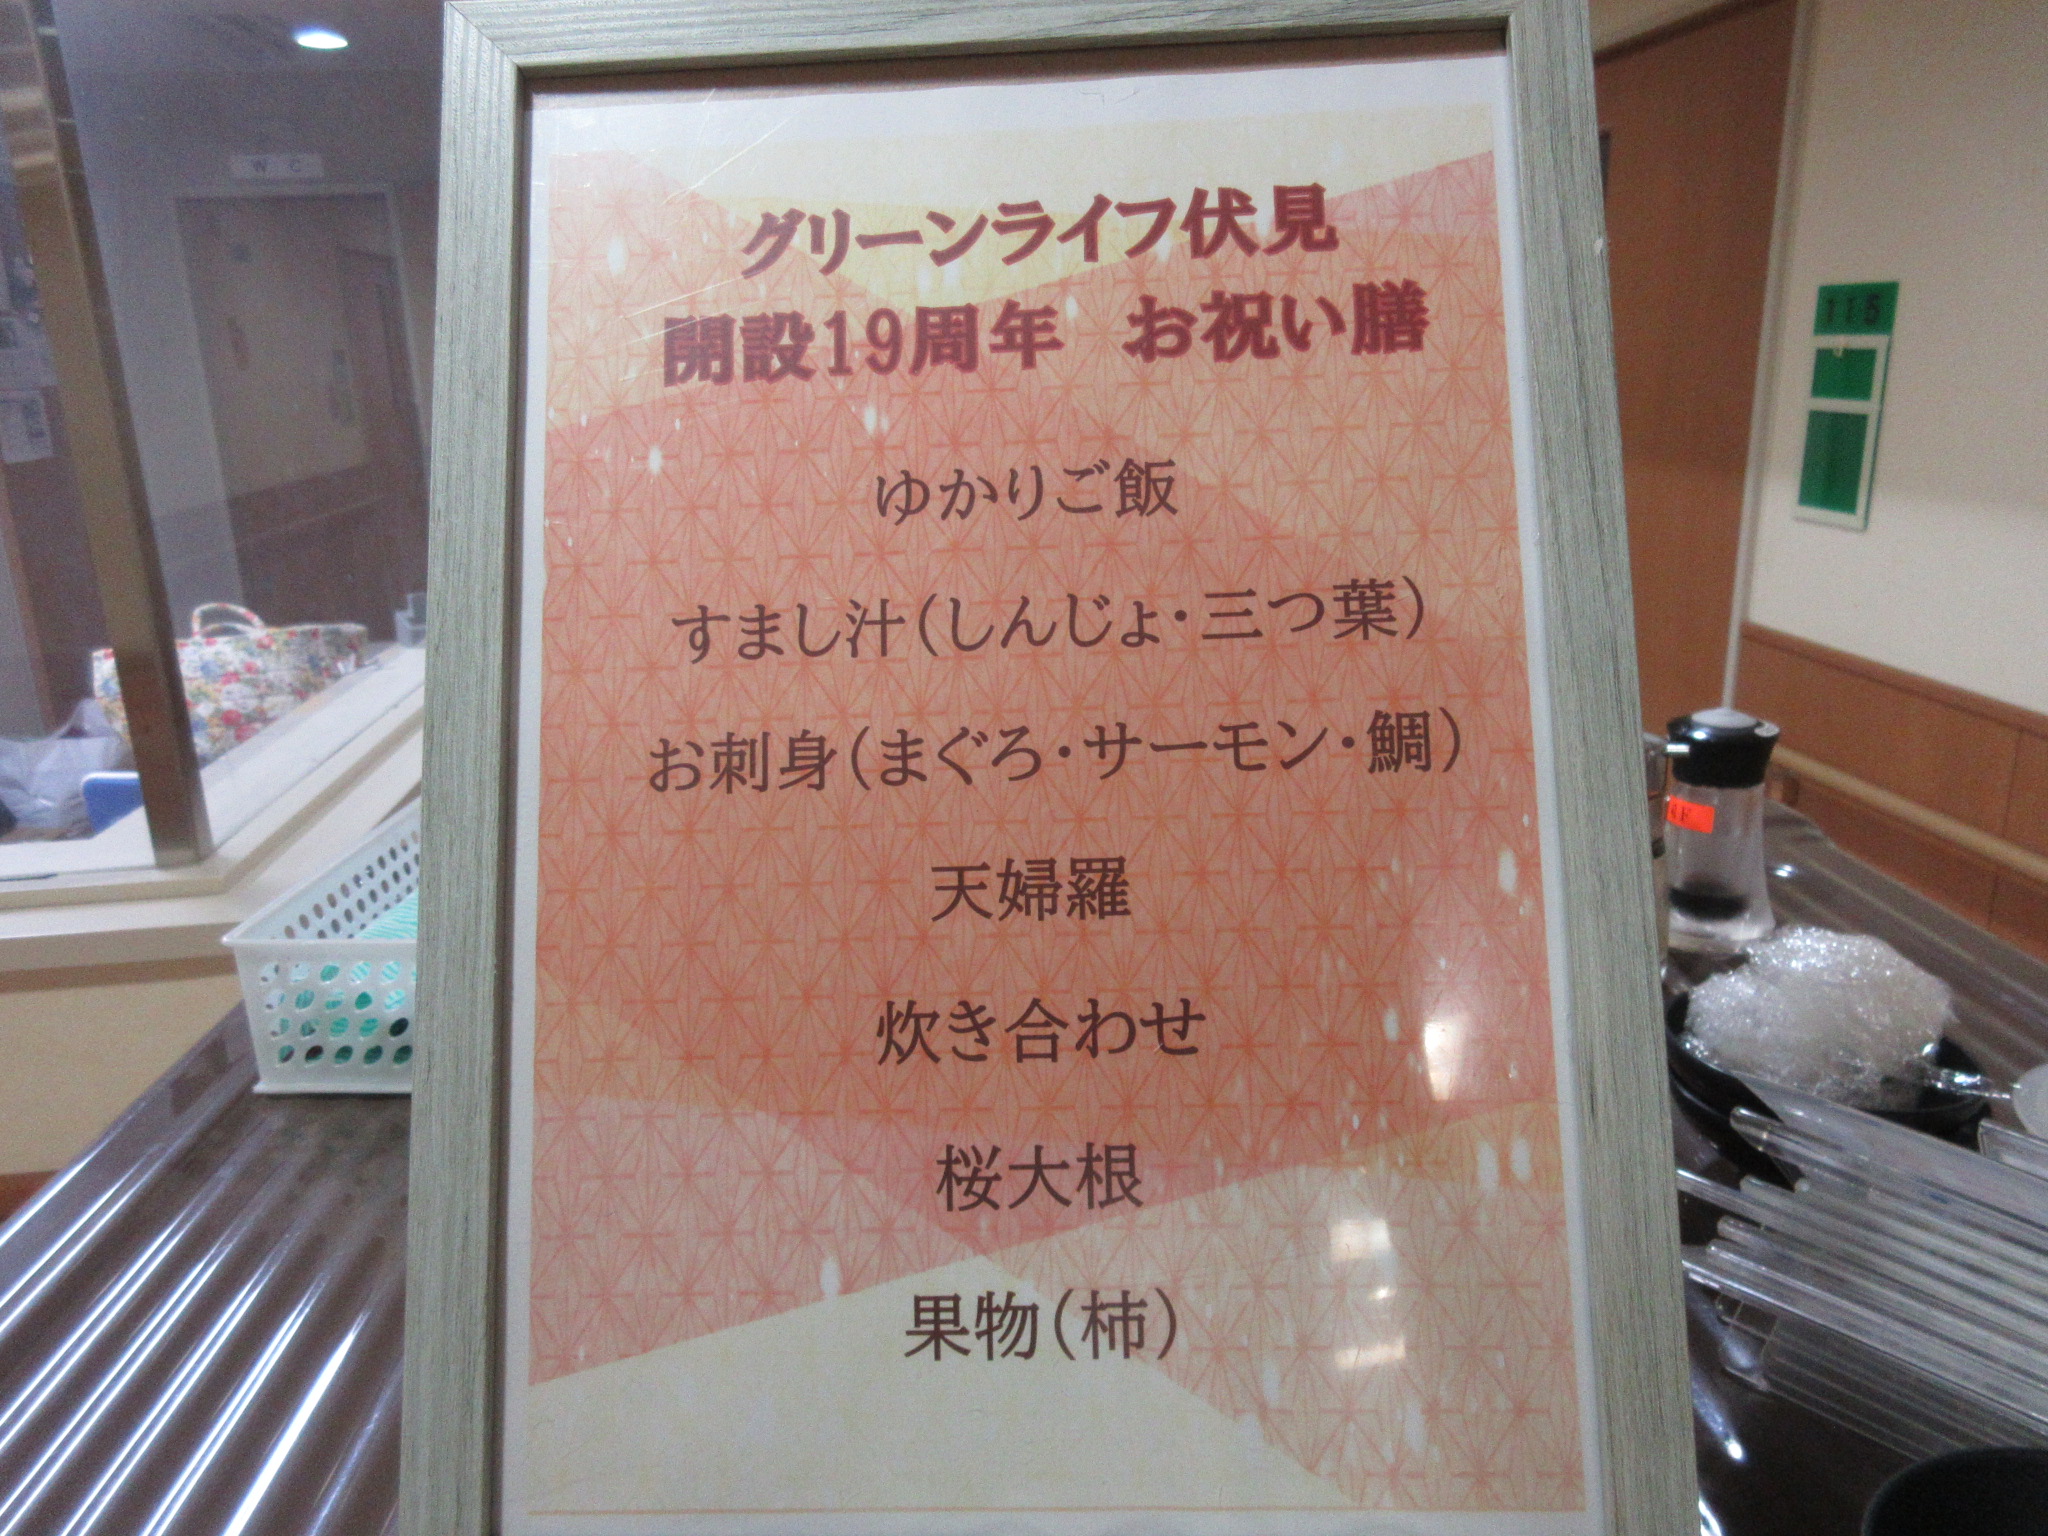 グリーンライフ伏見
開設19周年　お祝い膳
ゆかりご飯
すまし汁（しんじょ・三つ葉）
お刺身（まぐろ・サーモン・鯛）
天婦羅
炊き合わせ
桜大根
果物（柿）
W C
115